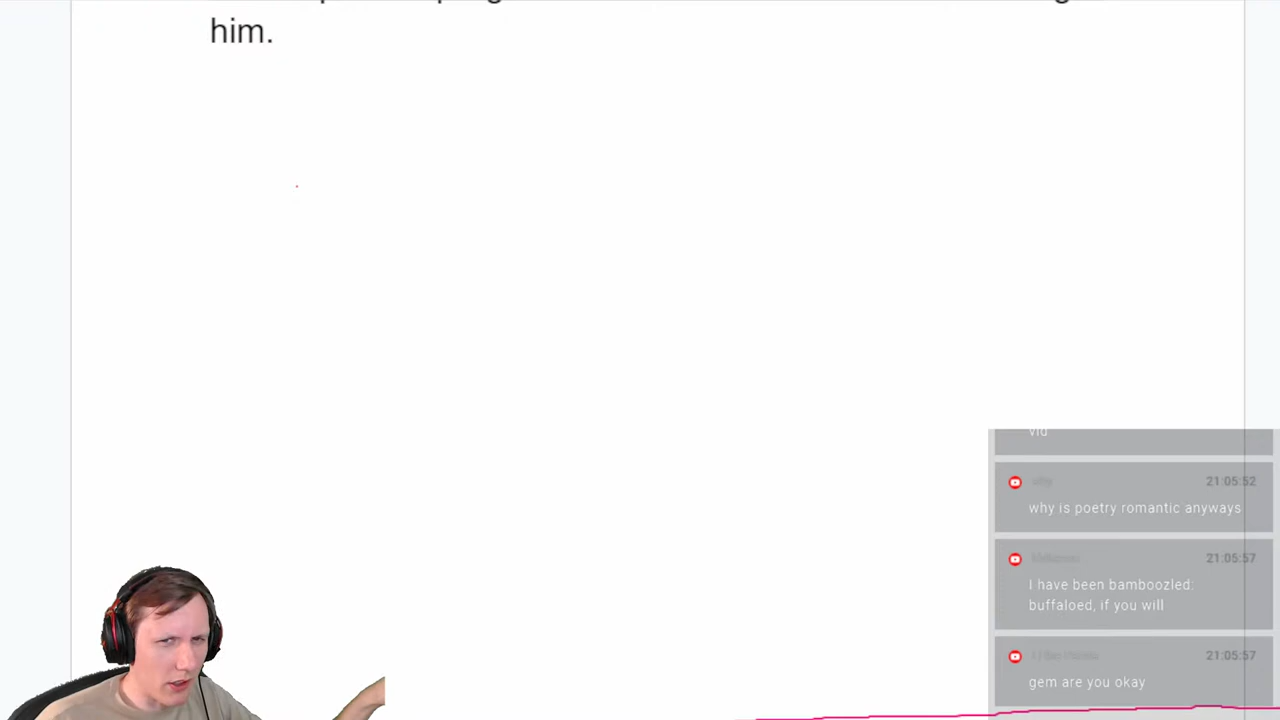 him.
vid
21:05:52
why is poetry romantic anyways
21:05:57
I have been bamboozled:
buffaloed, if you will
21:05:57
gem are you okay